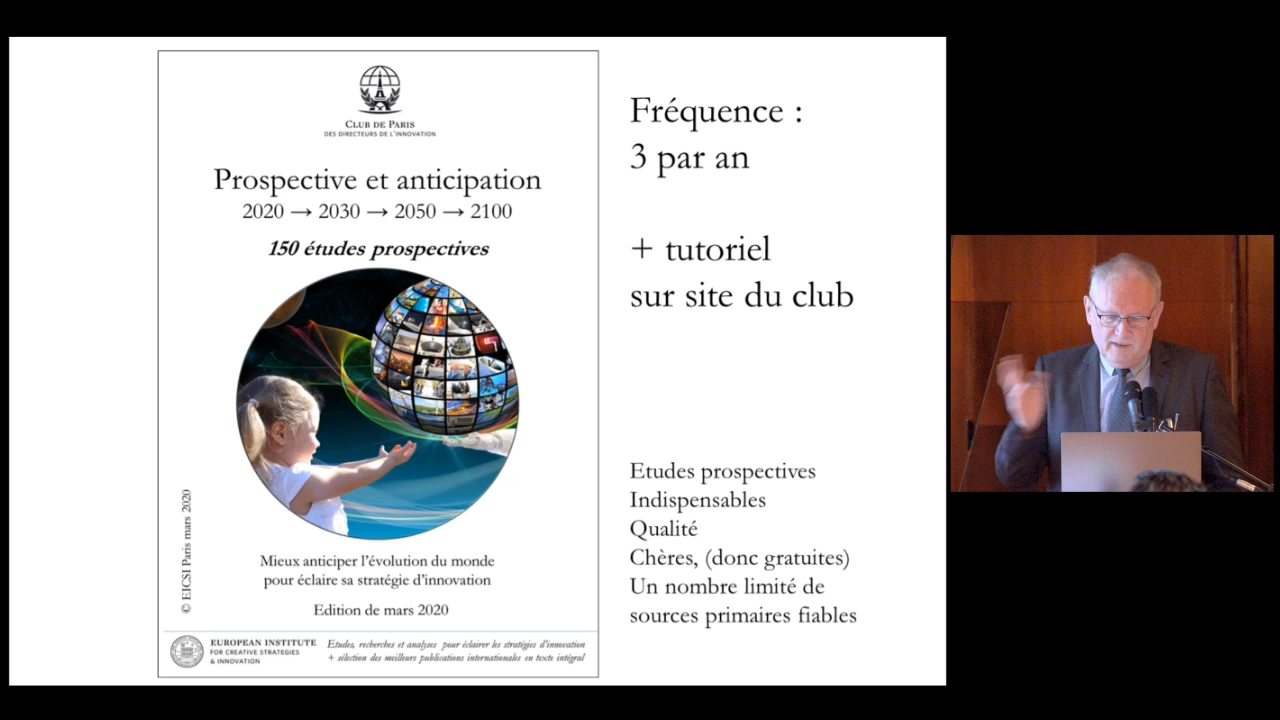 CLUB DE PARIS
DES DIRECTEURS DE L'INNOVATION
Prospective et anticipation
2020 → 2030 → 2050 → 2100
150 études prospectives
© EICSI Paris mars 2020
Mieux anticiper l'évolution du monde
pour éclaire sa stratégie d'innovation
Edition de mars 2020
EUROPEAN INSTITUTE
FOR CREATIVE STRATEGIES
& INNOVATION
Etudes, recherches et analyses pour éclairer les stratégies d'innovation
+ sélection des meilleurs publications internationales en texte intégral
Fréquence :
3 par an
+ tutoriel
sur site du club
Etudes prospectives
Indispensables
Qualité
Chères, (donc gratuites)
Un nombre limité de
sources primaires fiables